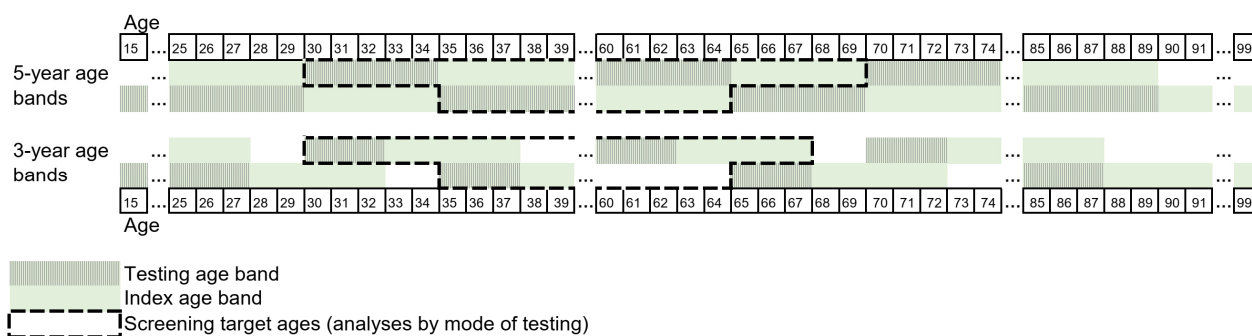 Age
15 ... 25 26 27 28 29 30 31 32 33 34 35 36 37 38 39 ... 60 61 62 63 64 65 66 67 68 69 70 71 72 73 74 ... 85 86 87 88 89 90 91 ... 99
5-year age ... ... ... ...
bands ... ... ... ...
3-year age ... ... ... ...
bands ... ... ... ...
15 ... 25 26 27 28 29 30 31 32 33 34 35 36 37 38 39 ... 60 61 62 63 64 65 66 67 68 69 70 71 72 73 74 ... 85 86 87 88 89 90 91 ... 99
Age
Testing age band
Index age band
Screening target ages (analyses by mode of testing)